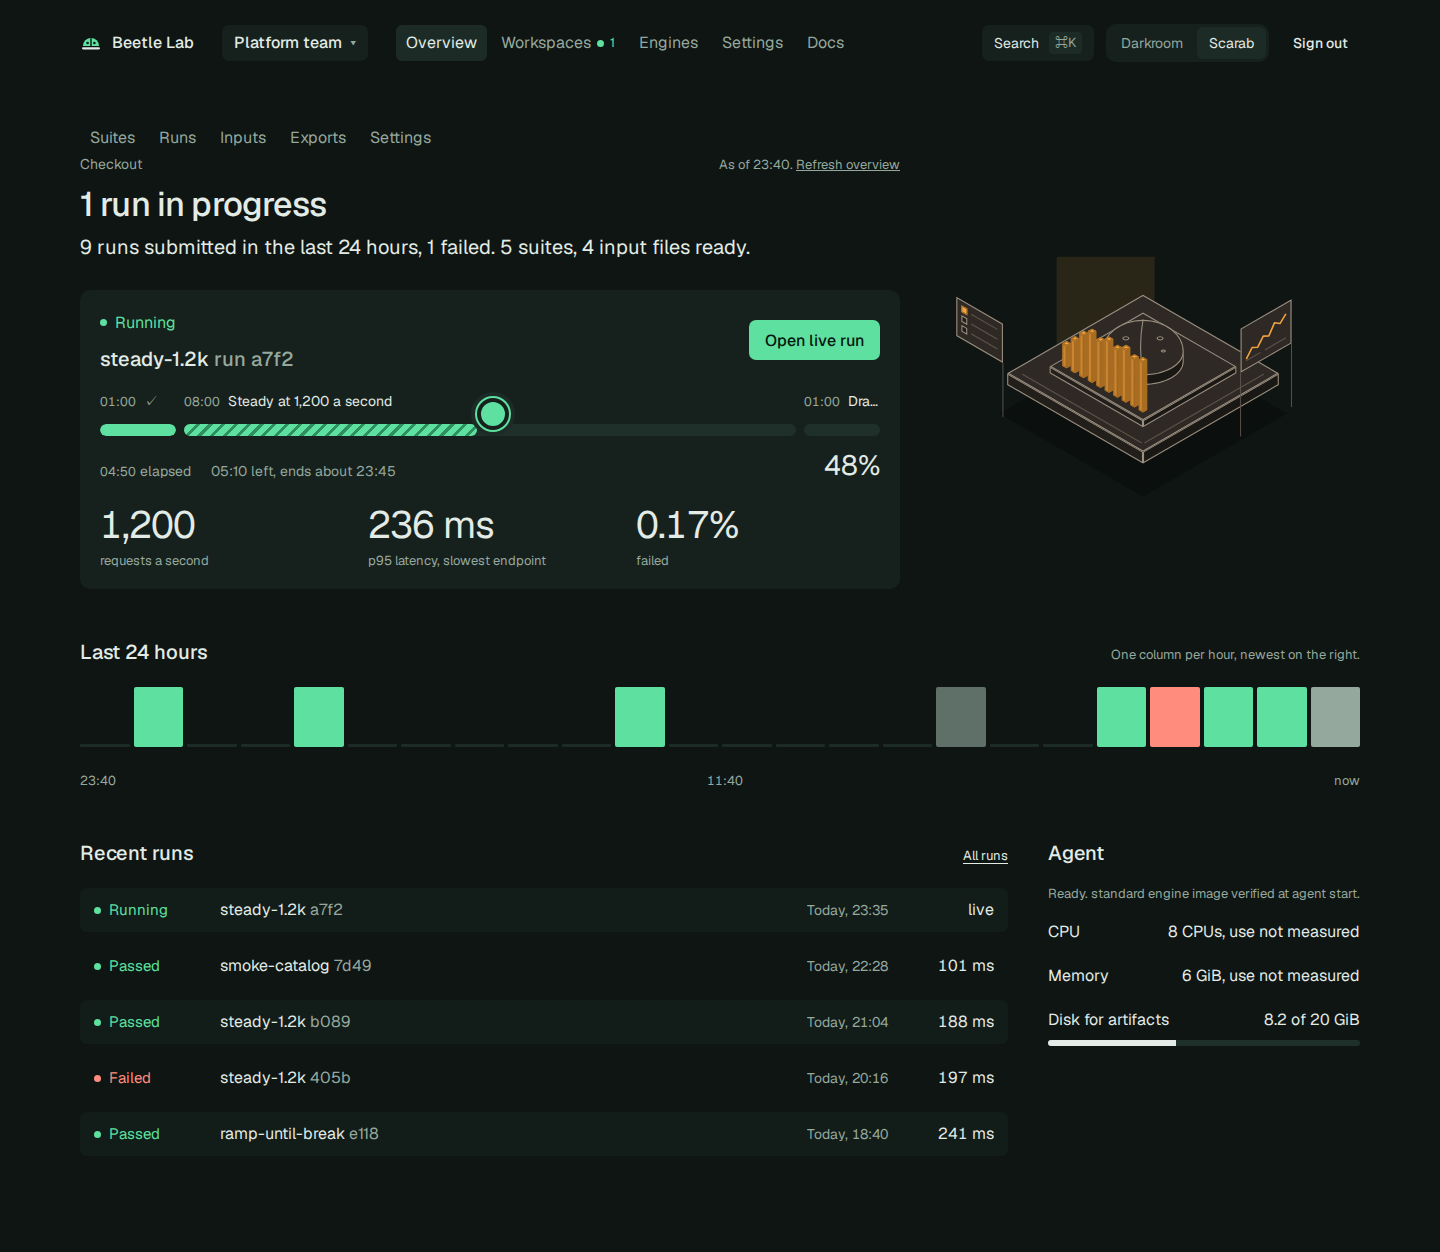 Beetle Lab
Platform team
Overview
Workspaces 1
Engines
Settings
Docs
Search ⌘K
Darkroom
Scarab
Sign out
Suites
Runs
Inputs
Exports
Settings
Checkout
As of 23:40. Refresh overview
1 run in progress
9 runs submitted in the last 24 hours, 1 failed. 5 suites, 4 input files ready.
Running
Open live run
steady-1.2k run a7f2
01:00 ✓
08:00 Steady at 1,200 a second
01:00 Dra...
04:50 elapsed
05:10 left, ends about 23:45
48%
1,200
236 ms
0.17%
requests a second
p95 latency, slowest endpoint
failed
Last 24 hours
One column per hour, newest on the right.
23:40
11:40
now
Recent runs
All runs
Running steady-1.2k a7f2 Today, 23:35 live
Passed smoke-catalog 7d49 Today, 22:28 101 ms
Passed steady-1.2k b089 Today, 21:04 188 ms
Failed steady-1.2k 405b Today, 20:16 197 ms
Passed ramp-until-break e118 Today, 18:40 241 ms
Agent
Ready. standard engine image verified at agent start.
CPU 8 CPUs, use not measured
Memory 6 GiB, use not measured
Disk for artifacts 8.2 of 20 GiB